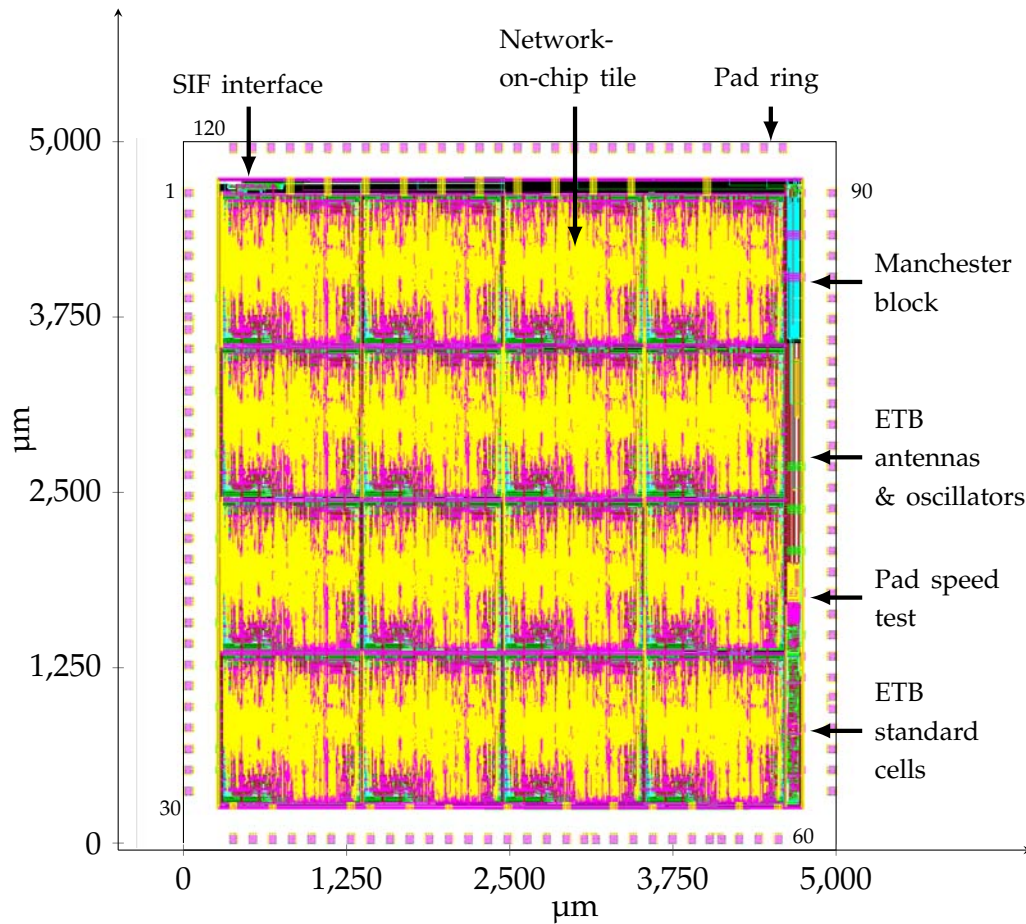 Network-
on-chip tile
SIF interface
Pad ring
120
5,000
1
90
Manchester
block
3,750
µm
ETB
antennas
& oscillators
2,500
Pad speed
test
1,250
ETB
standard
cells
30
60
0
0
1,250
2,500
3,750
5,000
µm